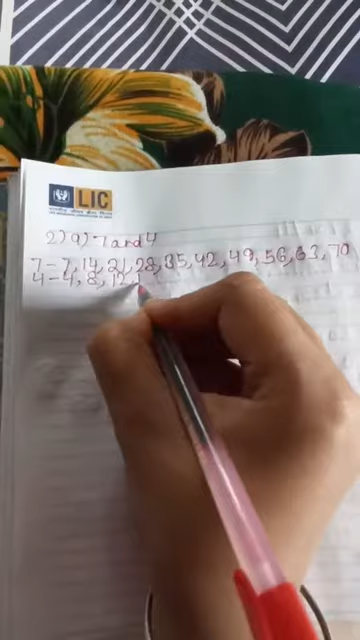 LIC
2) a) 7 and 4
7 - 7, 14, 21, 28, 35, 42, 49, 56, 63, 70
4 - 4, 8, 12,